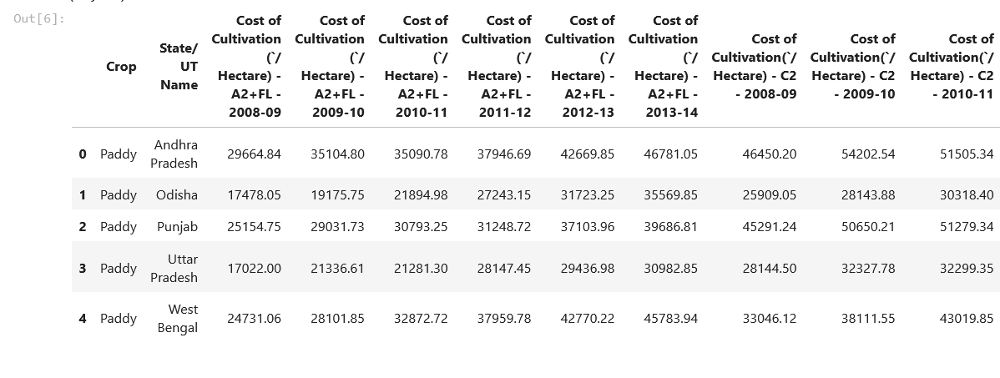 Out[6]:
Cost of Cost of Cost of Cost of Cost of Cost of
Cultivation Cultivation Cultivation Cultivation Cultivation Cultivation Cost of Cost of Cost of
State/ (`/ (`/ (`/ (`/ (`/ (`/ Cultivation(`/ Cultivation(`/ Cultivation(`/
Crop UT Hectare) - Hectare) - Hectare) - Hectare) - Hectare) - Hectare) - Hectare) - C2 Hectare) - C2 Hectare) - C2
Name A2+FL - A2+FL - A2+FL - A2+FL - A2+FL - A2+FL - - 2008-09 - 2009-10 - 2010-11
2008-09 2009-10 2010-11 2011-12 2012-13 2013-14
0 Paddy Andhra Pradesh 29664.84 35104.80 35090.78 37946.69 42669.85 46781.05 46450.20 54202.54 51505.34
1 Paddy Odisha 17478.05 19175.75 21894.98 27243.15 31723.25 35569.85 25909.05 28143.88 30318.40
2 Paddy Punjab 25154.75 29031.73 30793.25 31248.72 37103.96 39686.81 45291.24 50650.21 51279.34
3 Paddy Uttar Pradesh 17022.00 21336.61 21281.30 28147.45 29436.98 30982.85 28144.50 32327.78 32299.35
4 Paddy West Bengal 24731.06 28101.85 32872.72 37959.78 42770.22 45783.94 33046.12 38111.55 43019.85